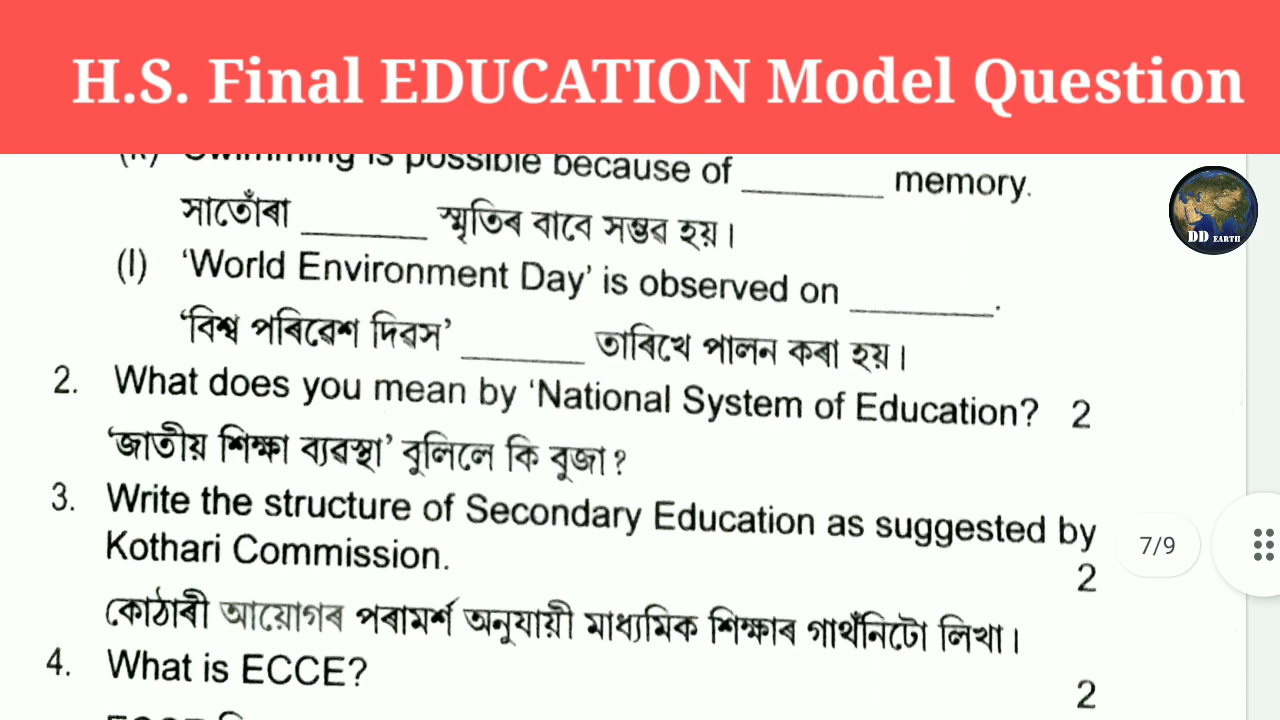 H.S. Final EDUCATION Model Question
(k) Swimming is possible because of ________ memory.
সাতোঁৰা ________ স্মৃতিৰ বাবে সম্ভৱ হয়।
DD EARTH
(l) ‘World Environment Day’ is observed on ________.
‘বিশ্ব পৰিৱেশ দিৱস’ ________ তাৰিখে পালন কৰা হয়।
2. What does you mean by ‘National System of Education? 2
‘জাতীয় শিক্ষা ব্যৱস্থা’ বুলিলে কি বুজা?
3. Write the structure of Secondary Education as suggested by
Kothari Commission. 2
7/9
কোঠাৰী আয়োগৰ পৰামৰ্শ অনুযায়ী মাধ্যমিক শিক্ষাৰ গাথঁনিটো লিখা।
4. What is ECCE? 2